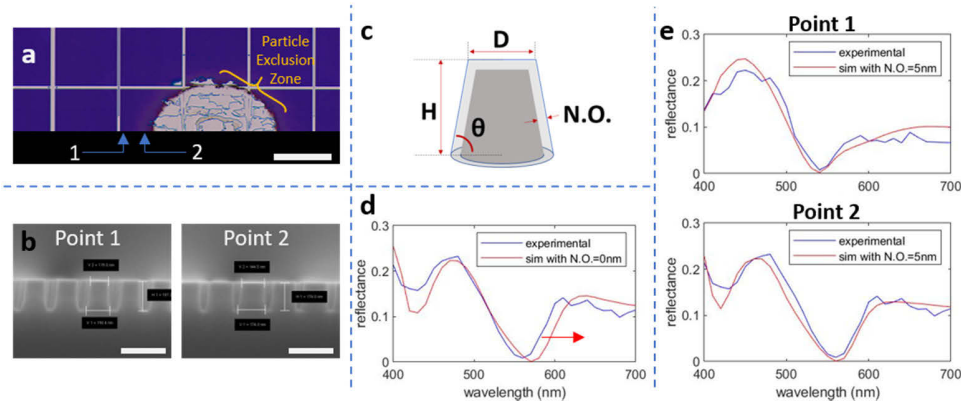 a
Particle
Exclusion
Zone
1
2
b
Point 1
Point 2
c
D
H
θ
N.O.
d
0.3
0.2
0.1
0
reflectance
experimental
sim with N.O.=0nm
400
500
600
700
wavelength (nm)
e
Point 1
0.3
0.2
0.1
0
reflectance
experimental
sim with N.O.=5nm
400
500
600
700
Point 2
0.3
0.2
0.1
0
reflectance
experimental
sim with N.O.=5nm
400
500
600
700
wavelength (nm)